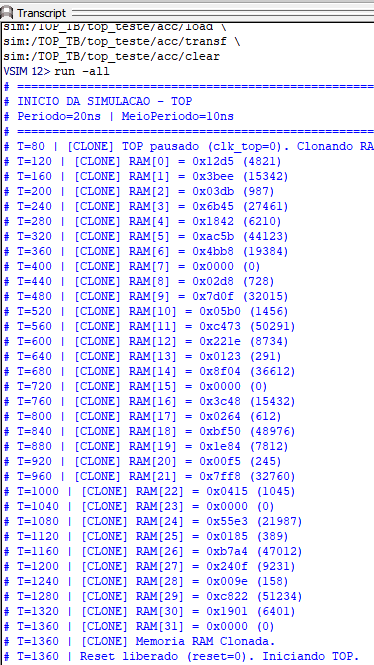 Transcript
sim:/TOP_TB/top_teste/acc/load \
sim:/TOP_TB/top_teste/acc/transf \
sim:/TOP_TB/top_teste/acc/clear
VSIM 12> run -all
# ====================================================
# INICIO DA SIMULACAO - TOP
# Periodo=20ns | MeioPeriodo=10ns
# ====================================================
# T=80 | [CLONE] TOP pausado (clk_top=0). Clonando RA
# T=120 | [CLONE] RAM[0] = 0x12d5 (4821)
# T=160 | [CLONE] RAM[1] = 0x3bee (15342)
# T=200 | [CLONE] RAM[2] = 0x03db (987)
# T=240 | [CLONE] RAM[3] = 0x6b45 (27461)
# T=280 | [CLONE] RAM[4] = 0x1842 (6210)
# T=320 | [CLONE] RAM[5] = 0xac5b (44123)
# T=360 | [CLONE] RAM[6] = 0x4bb8 (19384)
# T=400 | [CLONE] RAM[7] = 0x0000 (0)
# T=440 | [CLONE] RAM[8] = 0x02d8 (728)
# T=480 | [CLONE] RAM[9] = 0x7d0f (32015)
# T=520 | [CLONE] RAM[10] = 0x05b0 (1456)
# T=560 | [CLONE] RAM[11] = 0xc473 (50291)
# T=600 | [CLONE] RAM[12] = 0x221e (8734)
# T=640 | [CLONE] RAM[13] = 0x0123 (291)
# T=680 | [CLONE] RAM[14] = 0x8f04 (36612)
# T=720 | [CLONE] RAM[15] = 0x0000 (0)
# T=760 | [CLONE] RAM[16] = 0x3c48 (15432)
# T=800 | [CLONE] RAM[17] = 0x0264 (612)
# T=840 | [CLONE] RAM[18] = 0xbf50 (48976)
# T=880 | [CLONE] RAM[19] = 0x1e84 (7812)
# T=920 | [CLONE] RAM[20] = 0x00f5 (245)
# T=960 | [CLONE] RAM[21] = 0x7ff8 (32760)
# T=1000 | [CLONE] RAM[22] = 0x0415 (1045)
# T=1040 | [CLONE] RAM[23] = 0x0000 (0)
# T=1080 | [CLONE] RAM[24] = 0x55e3 (21987)
# T=1120 | [CLONE] RAM[25] = 0x0185 (389)
# T=1160 | [CLONE] RAM[26] = 0xb7a4 (47012)
# T=1200 | [CLONE] RAM[27] = 0x240f (9231)
# T=1240 | [CLONE] RAM[28] = 0x009e (158)
# T=1280 | [CLONE] RAM[29] = 0xc822 (51234)
# T=1320 | [CLONE] RAM[30] = 0x1901 (6401)
# T=1360 | [CLONE] RAM[31] = 0x0000 (0)
# T=1360 | [CLONE] Memoria RAM Clonada.
# T=1360 | Reset liberado (reset=0). Iniciando TOP.